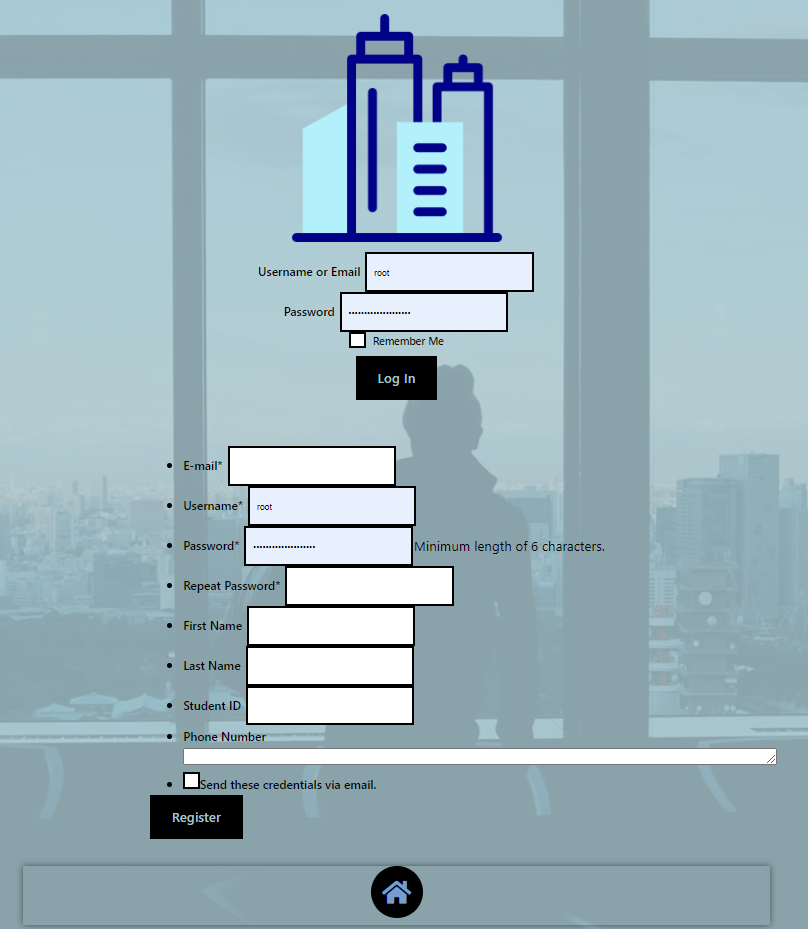 Username or Email root
Password ••••••••••••••••••••
Remember Me
Log In
E-mail*
Username* root
Password* •••••••••••••••••••• Minimum length of 6 characters.
Repeat Password*
First Name
Last Name
Student ID
Phone Number
Send these credentials via email.
Register